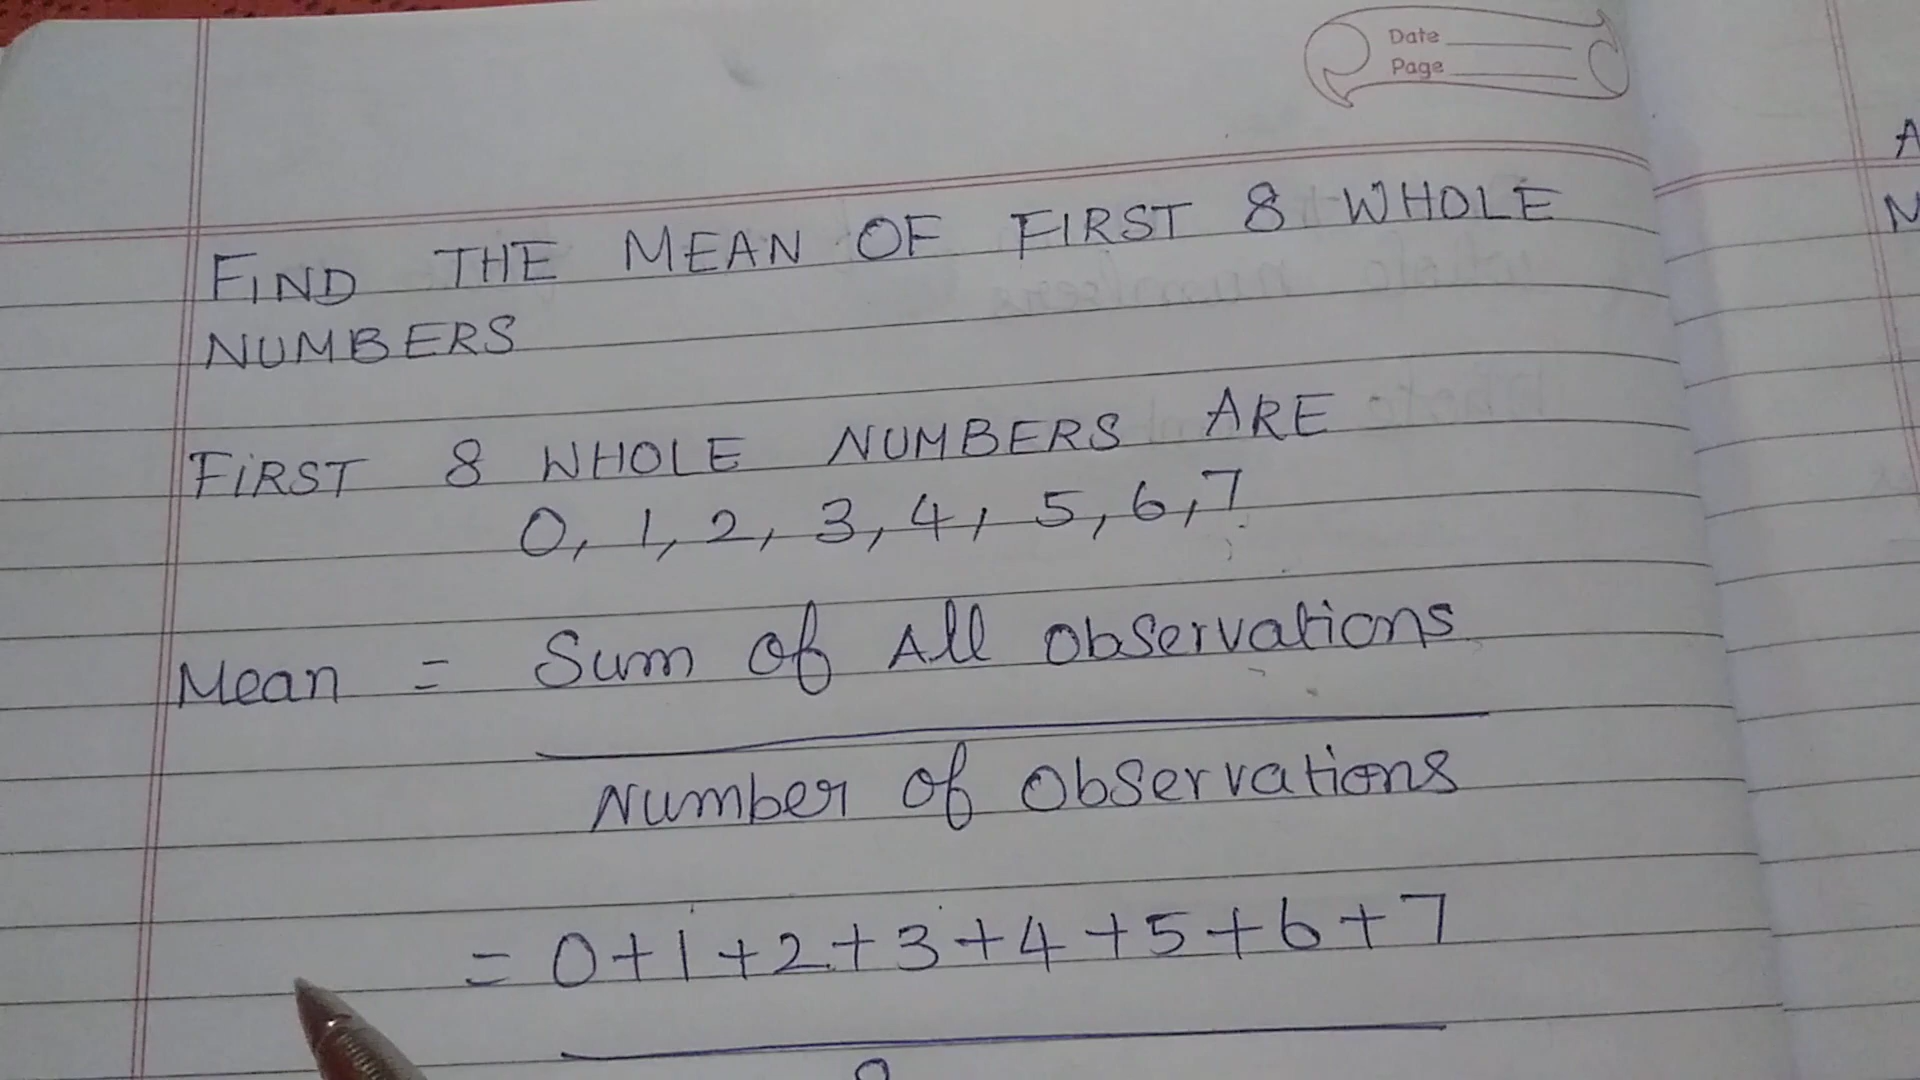 Date
Page
FIND THE MEAN OF FIRST 8 WHOLE
NUMBERS
FIRST 8 WHOLE NUMBERS ARE
0, 1, 2, 3, 4, 5, 6, 7
Mean = Sum of All Observations
Number of Observations
= 0+1+2+3+4+5+6+7
A